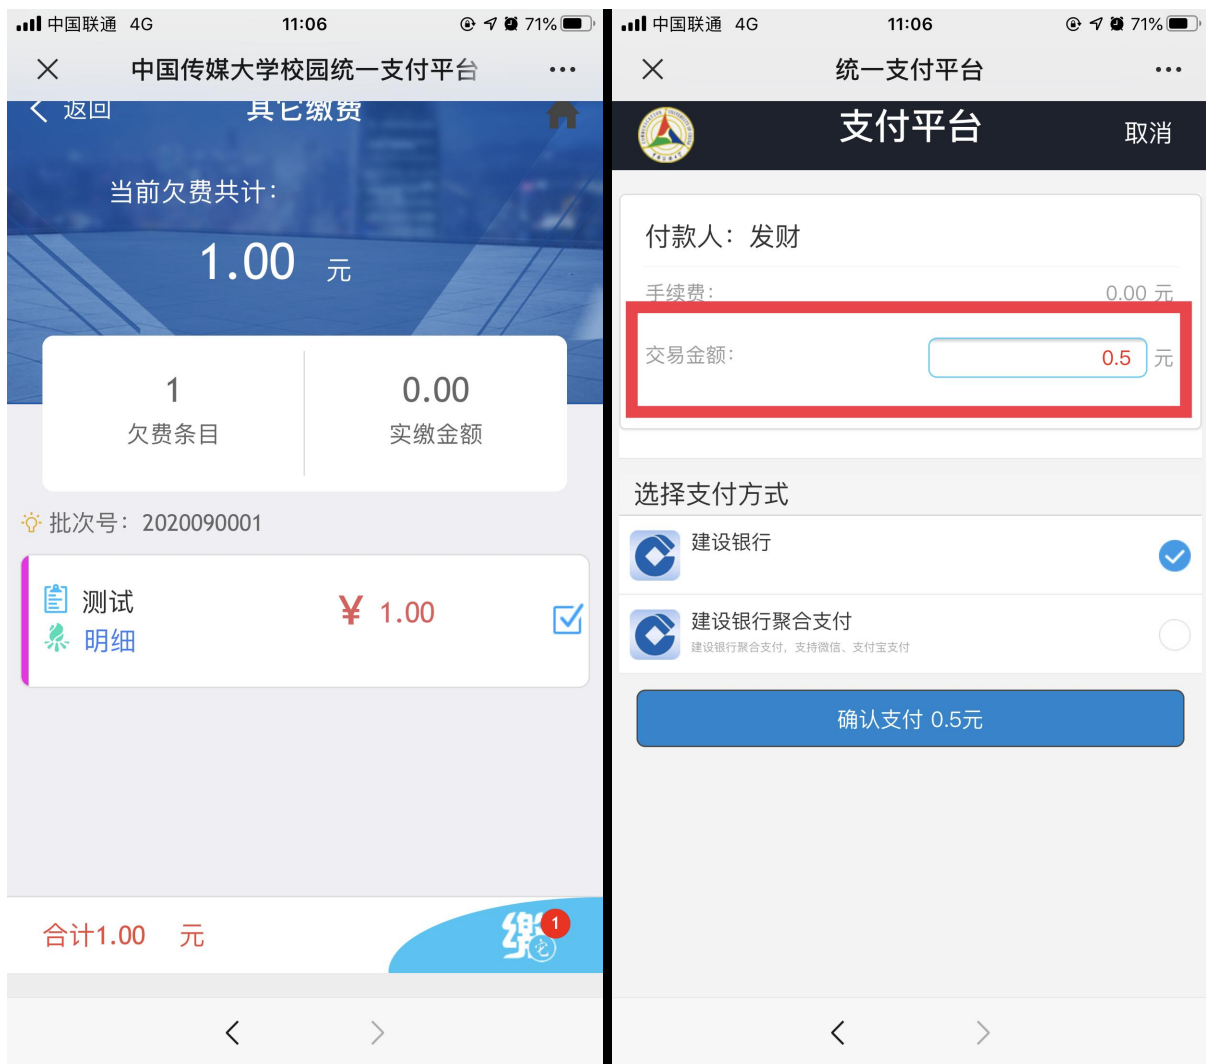 中国联通 4G 11:06 71%
中国传媒大学校园统一支付平台
返回 其它缴费
当前欠费共计：
1.00 元
1 0.00
欠费条目 实缴金额
批次号：2020090001
测试 ¥ 1.00
明细
合计1.00 元
缴 1
它
中国联通 4G 11:06 71%
统一支付平台
支付平台 取消
付款人：发财
手续费： 0.00 元
交易金额： 0.5 元
选择支付方式
建设银行
建设银行聚合支付
建设银行聚合支付，支持微信、支付宝支付
确认支付 0.5元